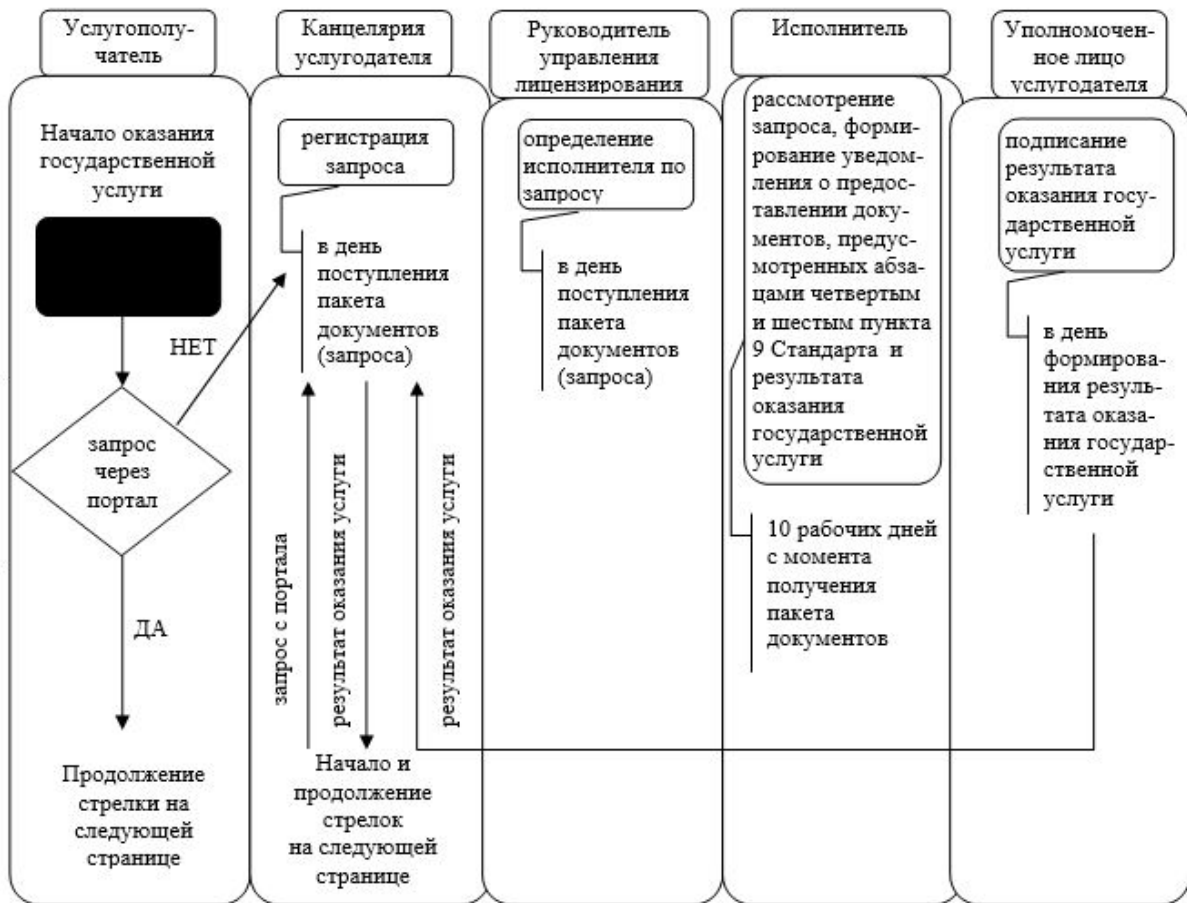 Услугополу-
чатель
Канцелярия
услугодателя
Руководитель
управления
лицензирования
Исполнитель
Уполномочен-
ное лицо
услугодателя
Начало оказания
государственной
услуги
НЕТ
запрос
через
портал
ДА
Продолжение
стрелки на
следующей
странице
регистрация
запроса
в день
поступления
пакета
документов
(запроса)
запрос с портала
результат оказания услуги
результат оказания услуги
Начало и
продолжение
стрелок
на следующей
странице
определение
исполнителя по
запросу
в день
поступления
пакета
документов
(запроса)
рассмотрение
запроса, форми-
рование уведом-
ления о предос-
тавлении доку-
ментов, предус-
мотренных абза-
цами четвертым
и шестым пункта
9 Стандарта и
результата
оказания
государственной
услуги
10 рабочих дней
с момента
получения
пакета
документов
подписание
результата
оказания госу-
дарственной
услуги
в день
формирова-
ния резуль-
тата оказа-
ния государ-
ственной
услуги